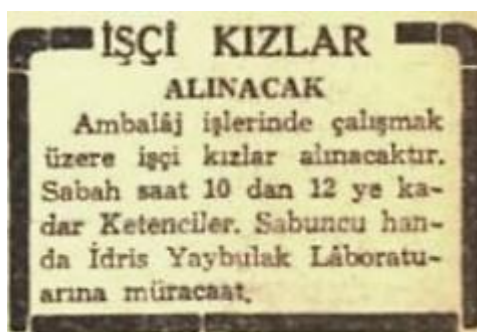 İŞÇİ KIZLAR
ALINACAK
Ambalâj işlerinde çalışmak
üzere işçi kızlar alınacaktır.
Sabah saat 10 dan 12 ye ka-
dar Ketenciler. Sabuncu han-
da İdris Yaybulak Lâboratu-
arına müracaat.